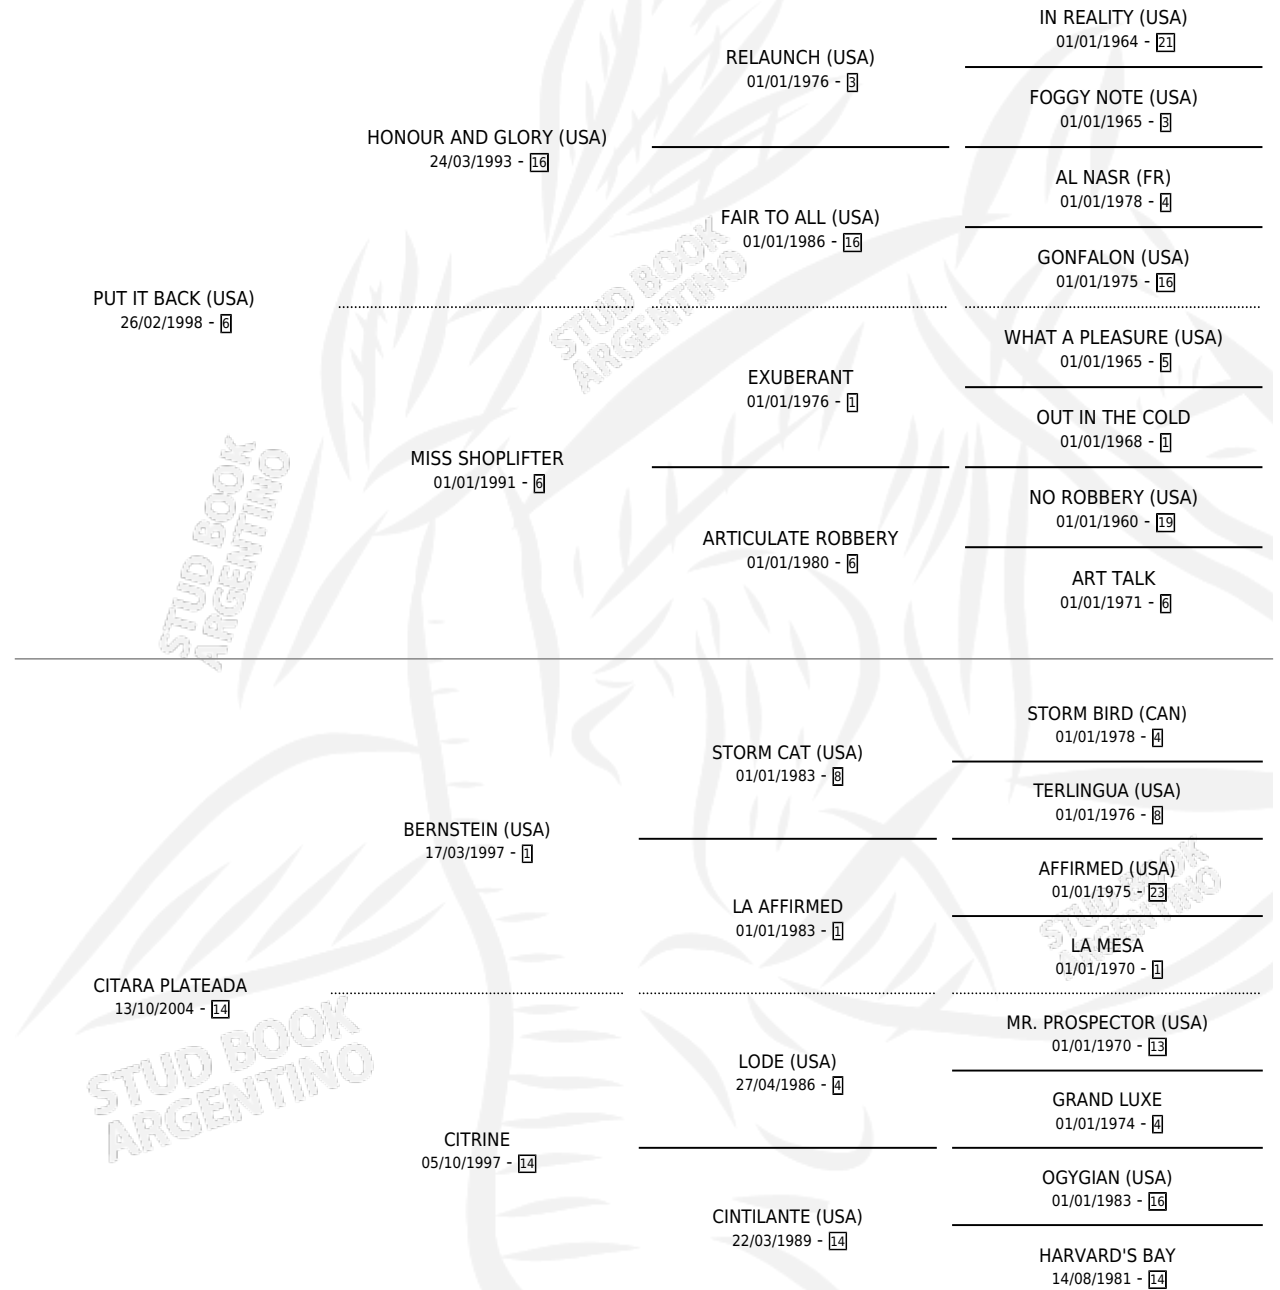 IN REALITY (USA)
01/01/1964 - 21
RELAUNCH (USA)
01/01/1976 - 3
FOGGY NOTE (USA)
01/01/1965 - 3
HONOUR AND GLORY (USA)
24/03/1993 - 16
AL NASR (FR)
01/01/1978 - 4
FAIR TO ALL (USA)
01/01/1986 - 16
GONFALON (USA)
01/01/1975 - 16
PUT IT BACK (USA)
26/02/1998 - 6
WHAT A PLEASURE (USA)
01/01/1965 - 5
EXUBERANT
01/01/1976 - 1
OUT IN THE COLD
01/01/1968 - 1
MISS SHOPLIFTER
01/01/1991 - 6
NO ROBBERY (USA)
01/01/1960 - 19
ARTICULATE ROBBERY
01/01/1980 - 6
ART TALK
01/01/1971 - 6
STORM BIRD (CAN)
01/01/1978 - 4
STORM CAT (USA)
01/01/1983 - 8
TERLINGUA (USA)
01/01/1976 - 8
BERNSTEIN (USA)
17/03/1997 - 1
AFFIRMED (USA)
01/01/1975 - 23
LA AFFIRMED
01/01/1983 - 1
LA MESA
01/01/1970 - 1
CITARA PLATEADA
13/10/2004 - 14
MR. PROSPECTOR (USA)
01/01/1970 - 13
LODE (USA)
27/04/1986 - 4
GRAND LUXE
01/01/1974 - 4
CITRINE
05/10/1997 - 14
OGYGIAN (USA)
01/01/1983 - 16
CINTILANTE (USA)
22/03/1989 - 14
HARVARD'S BAY
14/08/1981 - 14
STUD BOOK
ARGENTINO
STUD BOOK
ARGENTINO
STUD BOOK
ARGENTINO
STUD BOOK
ARGENTINO